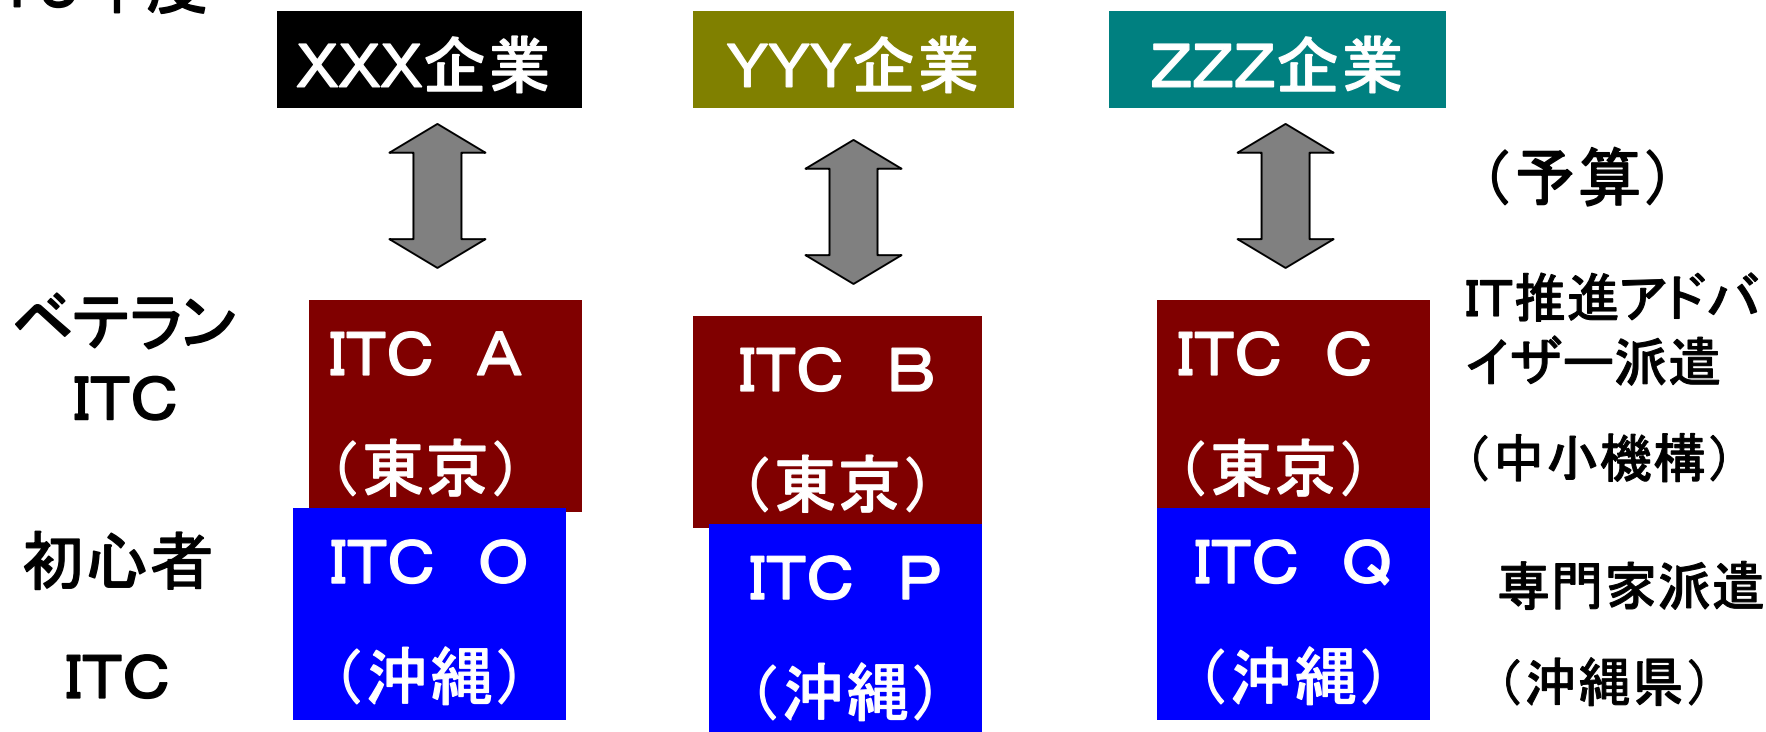 XXX企業
YYY企業
ZZZ企業
（予算）
ベテラン
ITC
ITC　A
（東京）
ITC　B
（東京）
ITC　C
（東京）
IT推進アドバ
イザー派遣
（中小機構）
初心者
ITC
ITC　O
（沖縄）
ITC　P
（沖縄）
ITC　Q
（沖縄）
専門家派遣
（沖縄県）